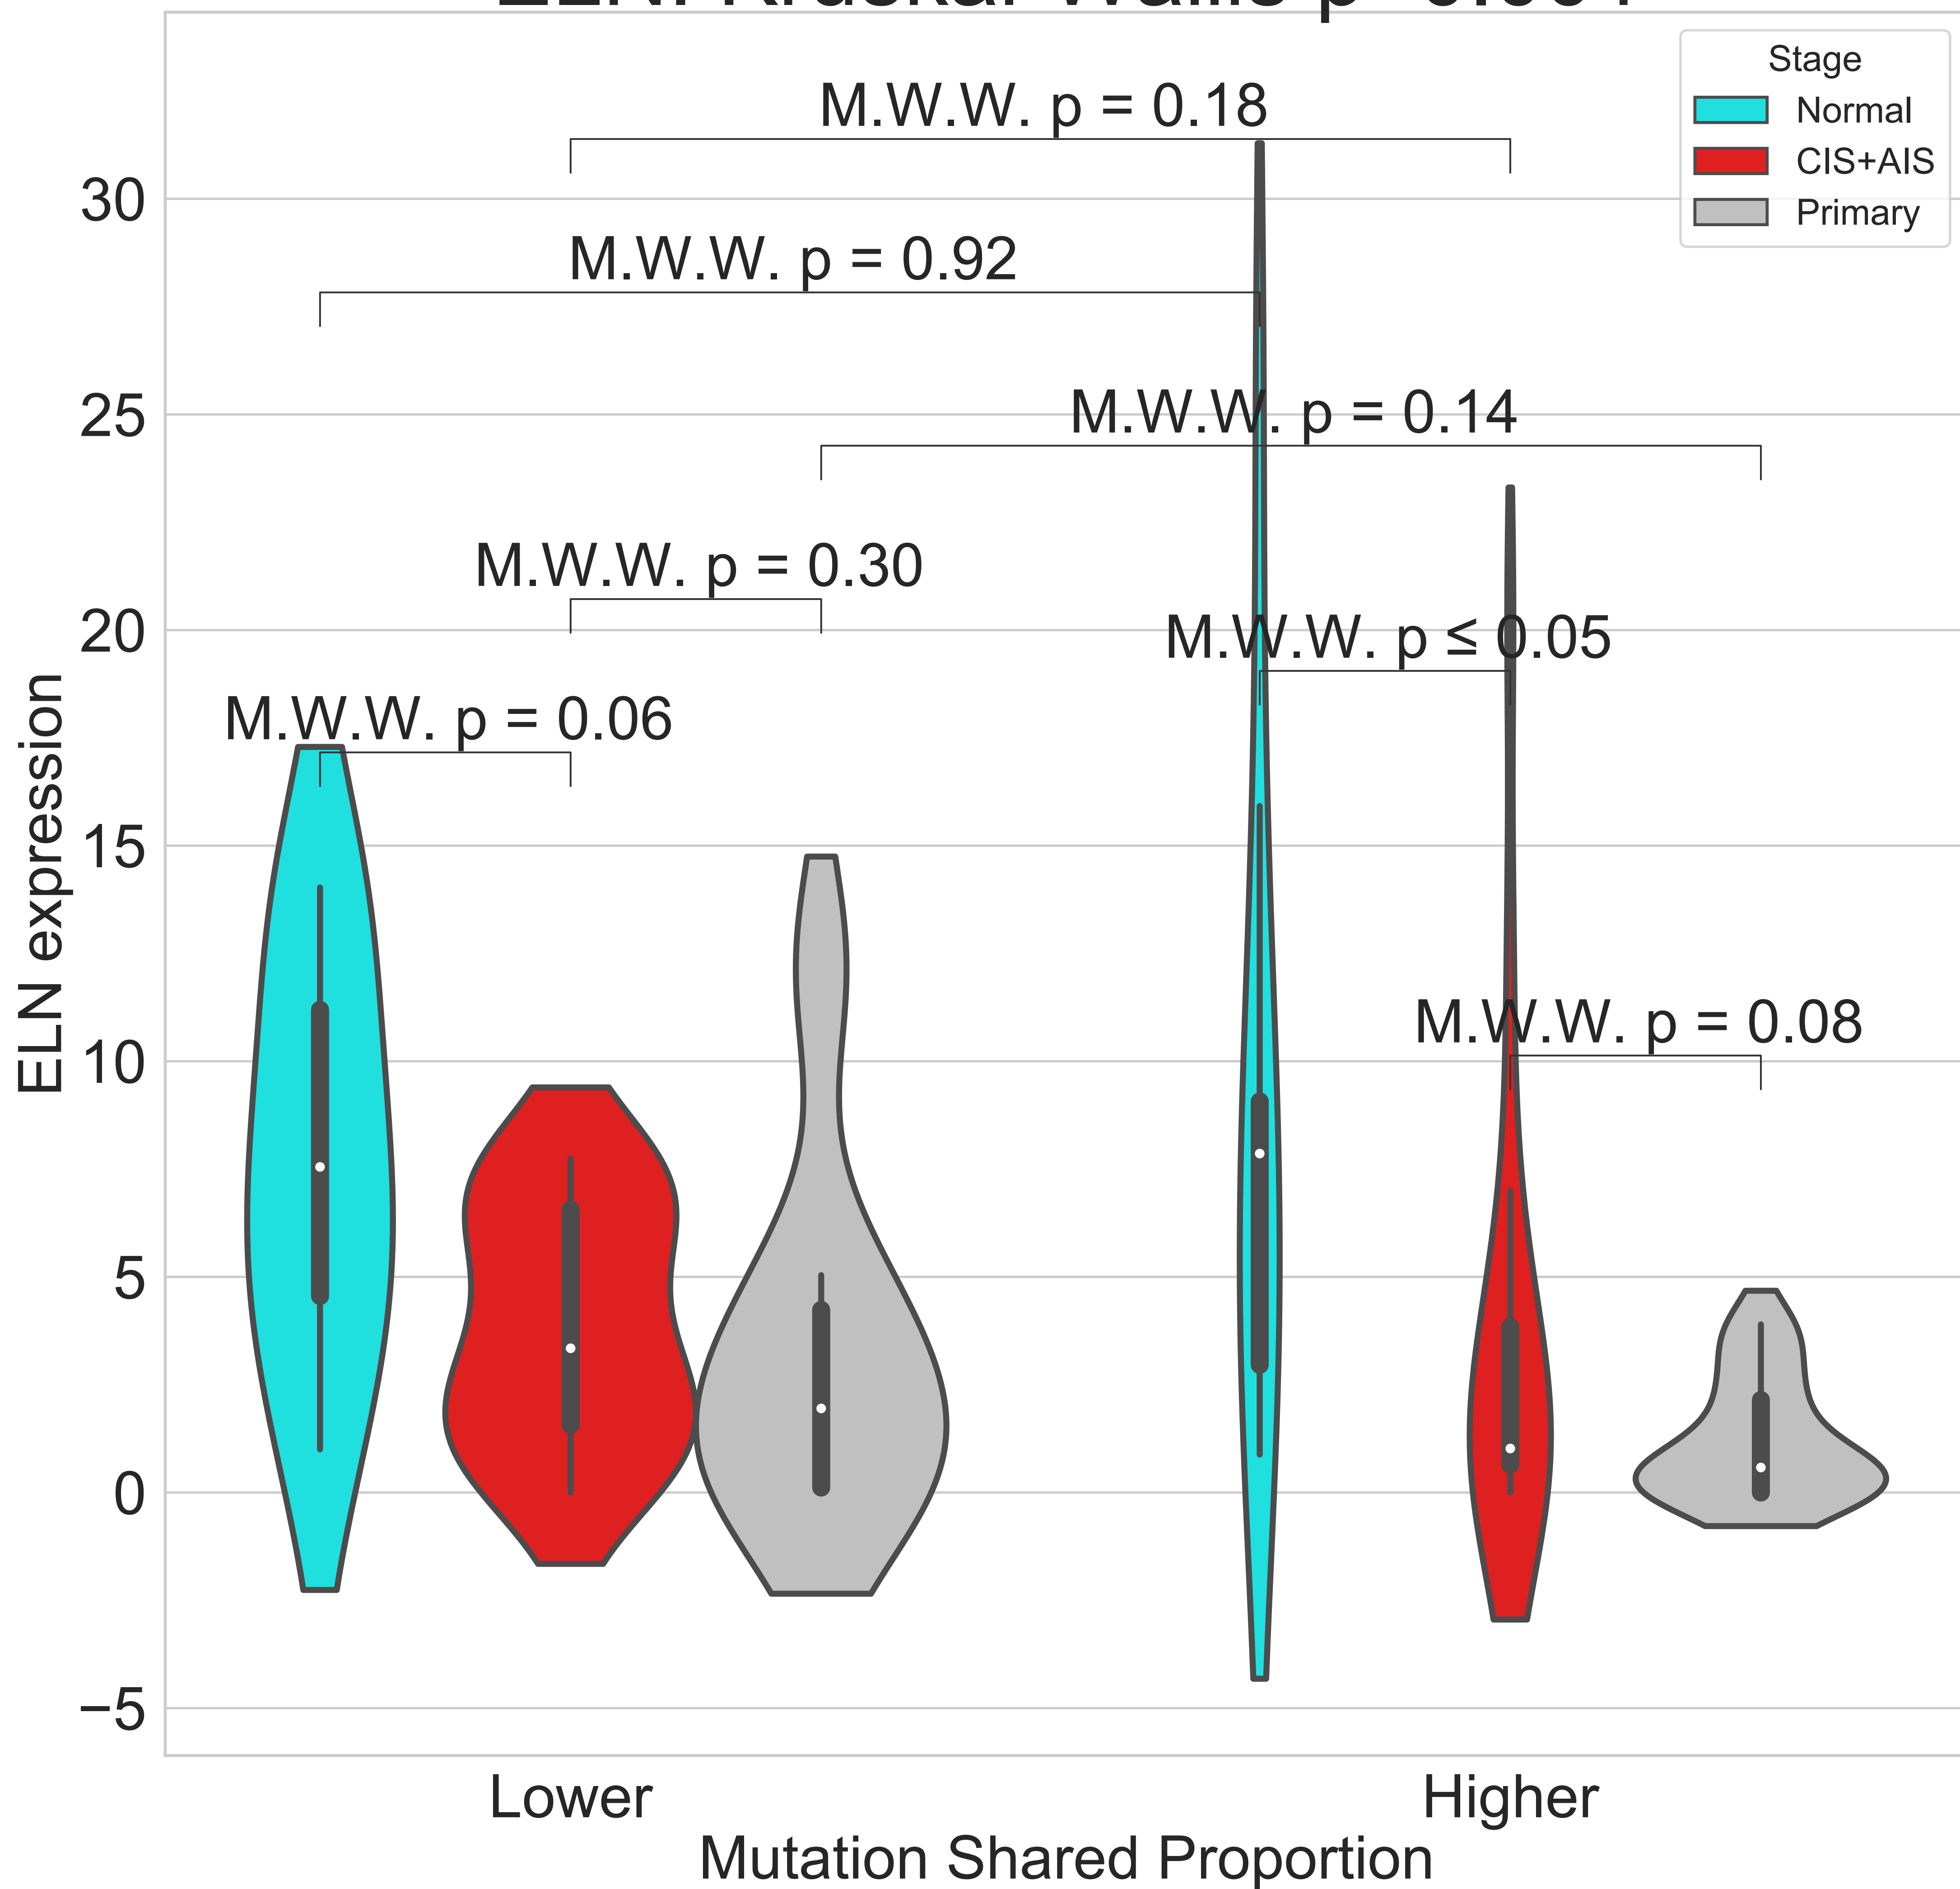 Stage
Normal
CIS+AIS
Primary
M.W.W. p = 0.18
30
M.W.W. p = 0.92
25
M.W.W. p = 0.14
M.W.W. p = 0.30
20
M.W.W. p ≤ 0.05
M.W.W. p = 0.06
15
M.W.W. p = 0.08
10
5
0
−5
ELN expression
Lower
Higher
Mutation Shared Proportion